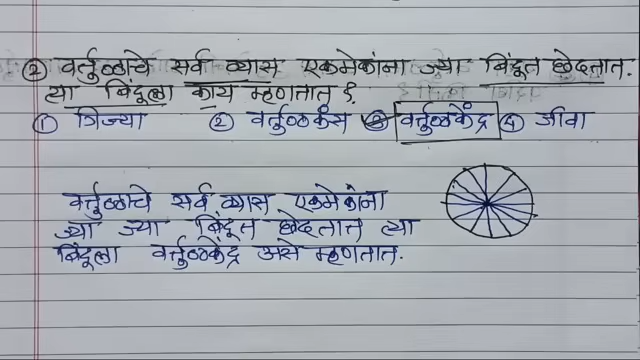 ② वर्तुळाचे सर्व व्यास एकमेकांना ज्या बिंदूत छेदतात.
त्या बिंदूला काय म्हणतात ?
① त्रिज्या ② वर्तुळकंस ③ वर्तुळकेंद्र ④ जीवा
वर्तुळाचे सर्व व्यास एकमेकांना
ज्या ज्या बिंदूत छेदतात त्या
बिंदूला वर्तुळकेंद्र असे म्हणतात.